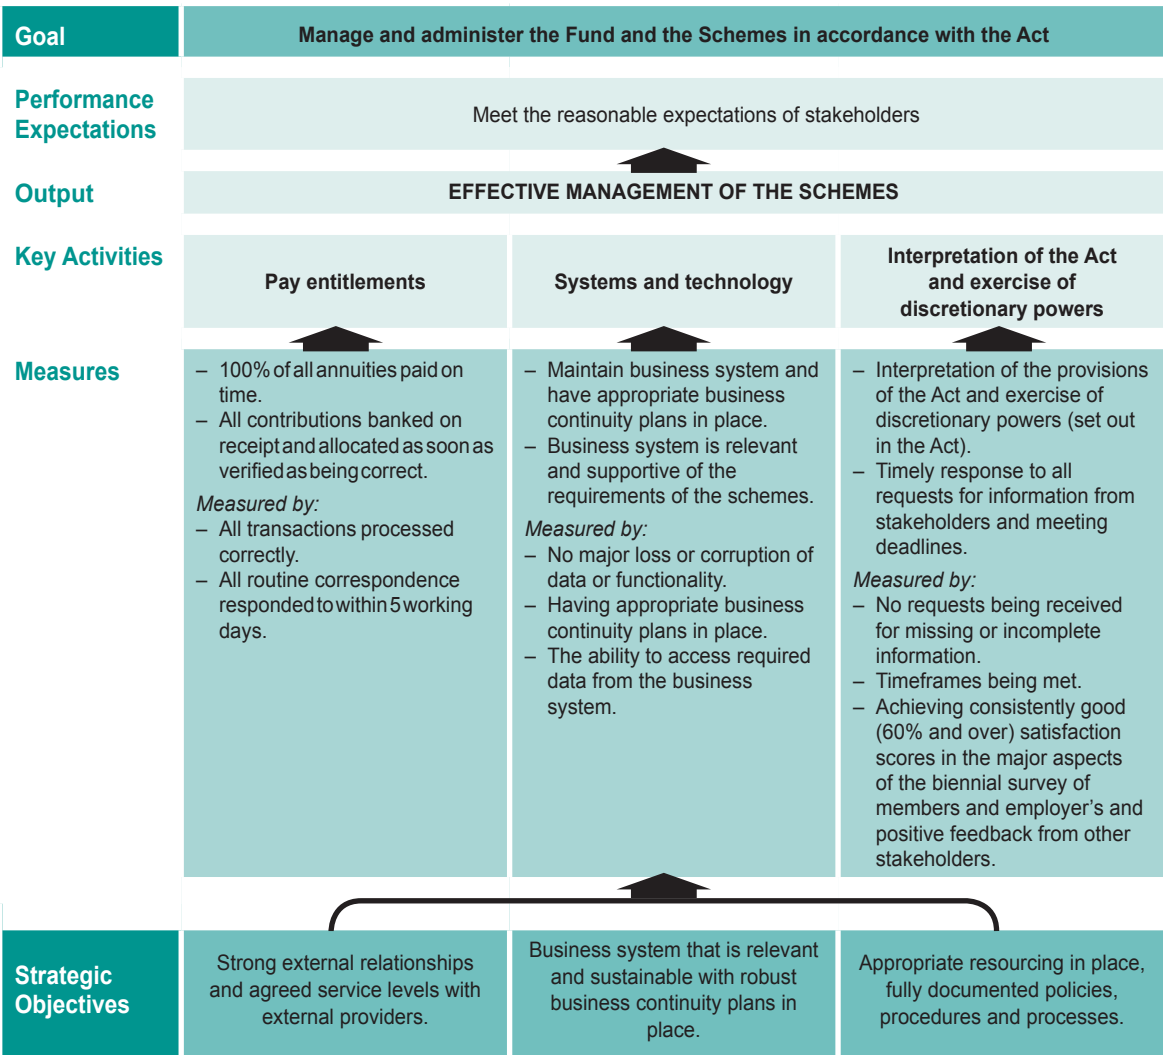 Goal
Manage and administer the Fund and the Schemes in accordance with the Act
Performance
Expectations
Meet the reasonable expectations of stakeholders
Output
EFFECTIVE MANAGEMENT OF THE SCHEMES
Key Activities
Pay entitlements
Systems and technology
Interpretation of the Act
and exercise of
discretionary powers
Measures
– 100% of all annuities paid on
time.
– All contributions banked on
receipt and allocated as soon as
verified as being correct.
Measured by:
– All transactions processed
correctly.
– All routine correspondence
responded to within 5 working
days.
– Maintain business system and
have appropriate business
continuity plans in place.
– Business system is relevant
and supportive of the
requirements of the schemes.
Measured by:
– No major loss or corruption of
data or functionality.
– Having appropriate business
continuity plans in place.
– The ability to access required
data from the business
system.
– Interpretation of the provisions
of the Act and exercise of
discretionary powers (set out
in the Act).
– Timely response to all
requests for information from
stakeholders and meeting
deadlines.
Measured by:
– No requests being received
for missing or incomplete
information.
– Timeframes being met.
– Achieving consistently good
(60% and over) satisfaction
scores in the major aspects
of the biennial survey of
members and employer's and
positive feedback from other
stakeholders.
Strategic
Objectives
Strong external relationships
and agreed service levels with
external providers.
Business system that is relevant
and sustainable with robust
business continuity plans in
place.
Appropriate resourcing in place,
fully documented policies,
procedures and processes.